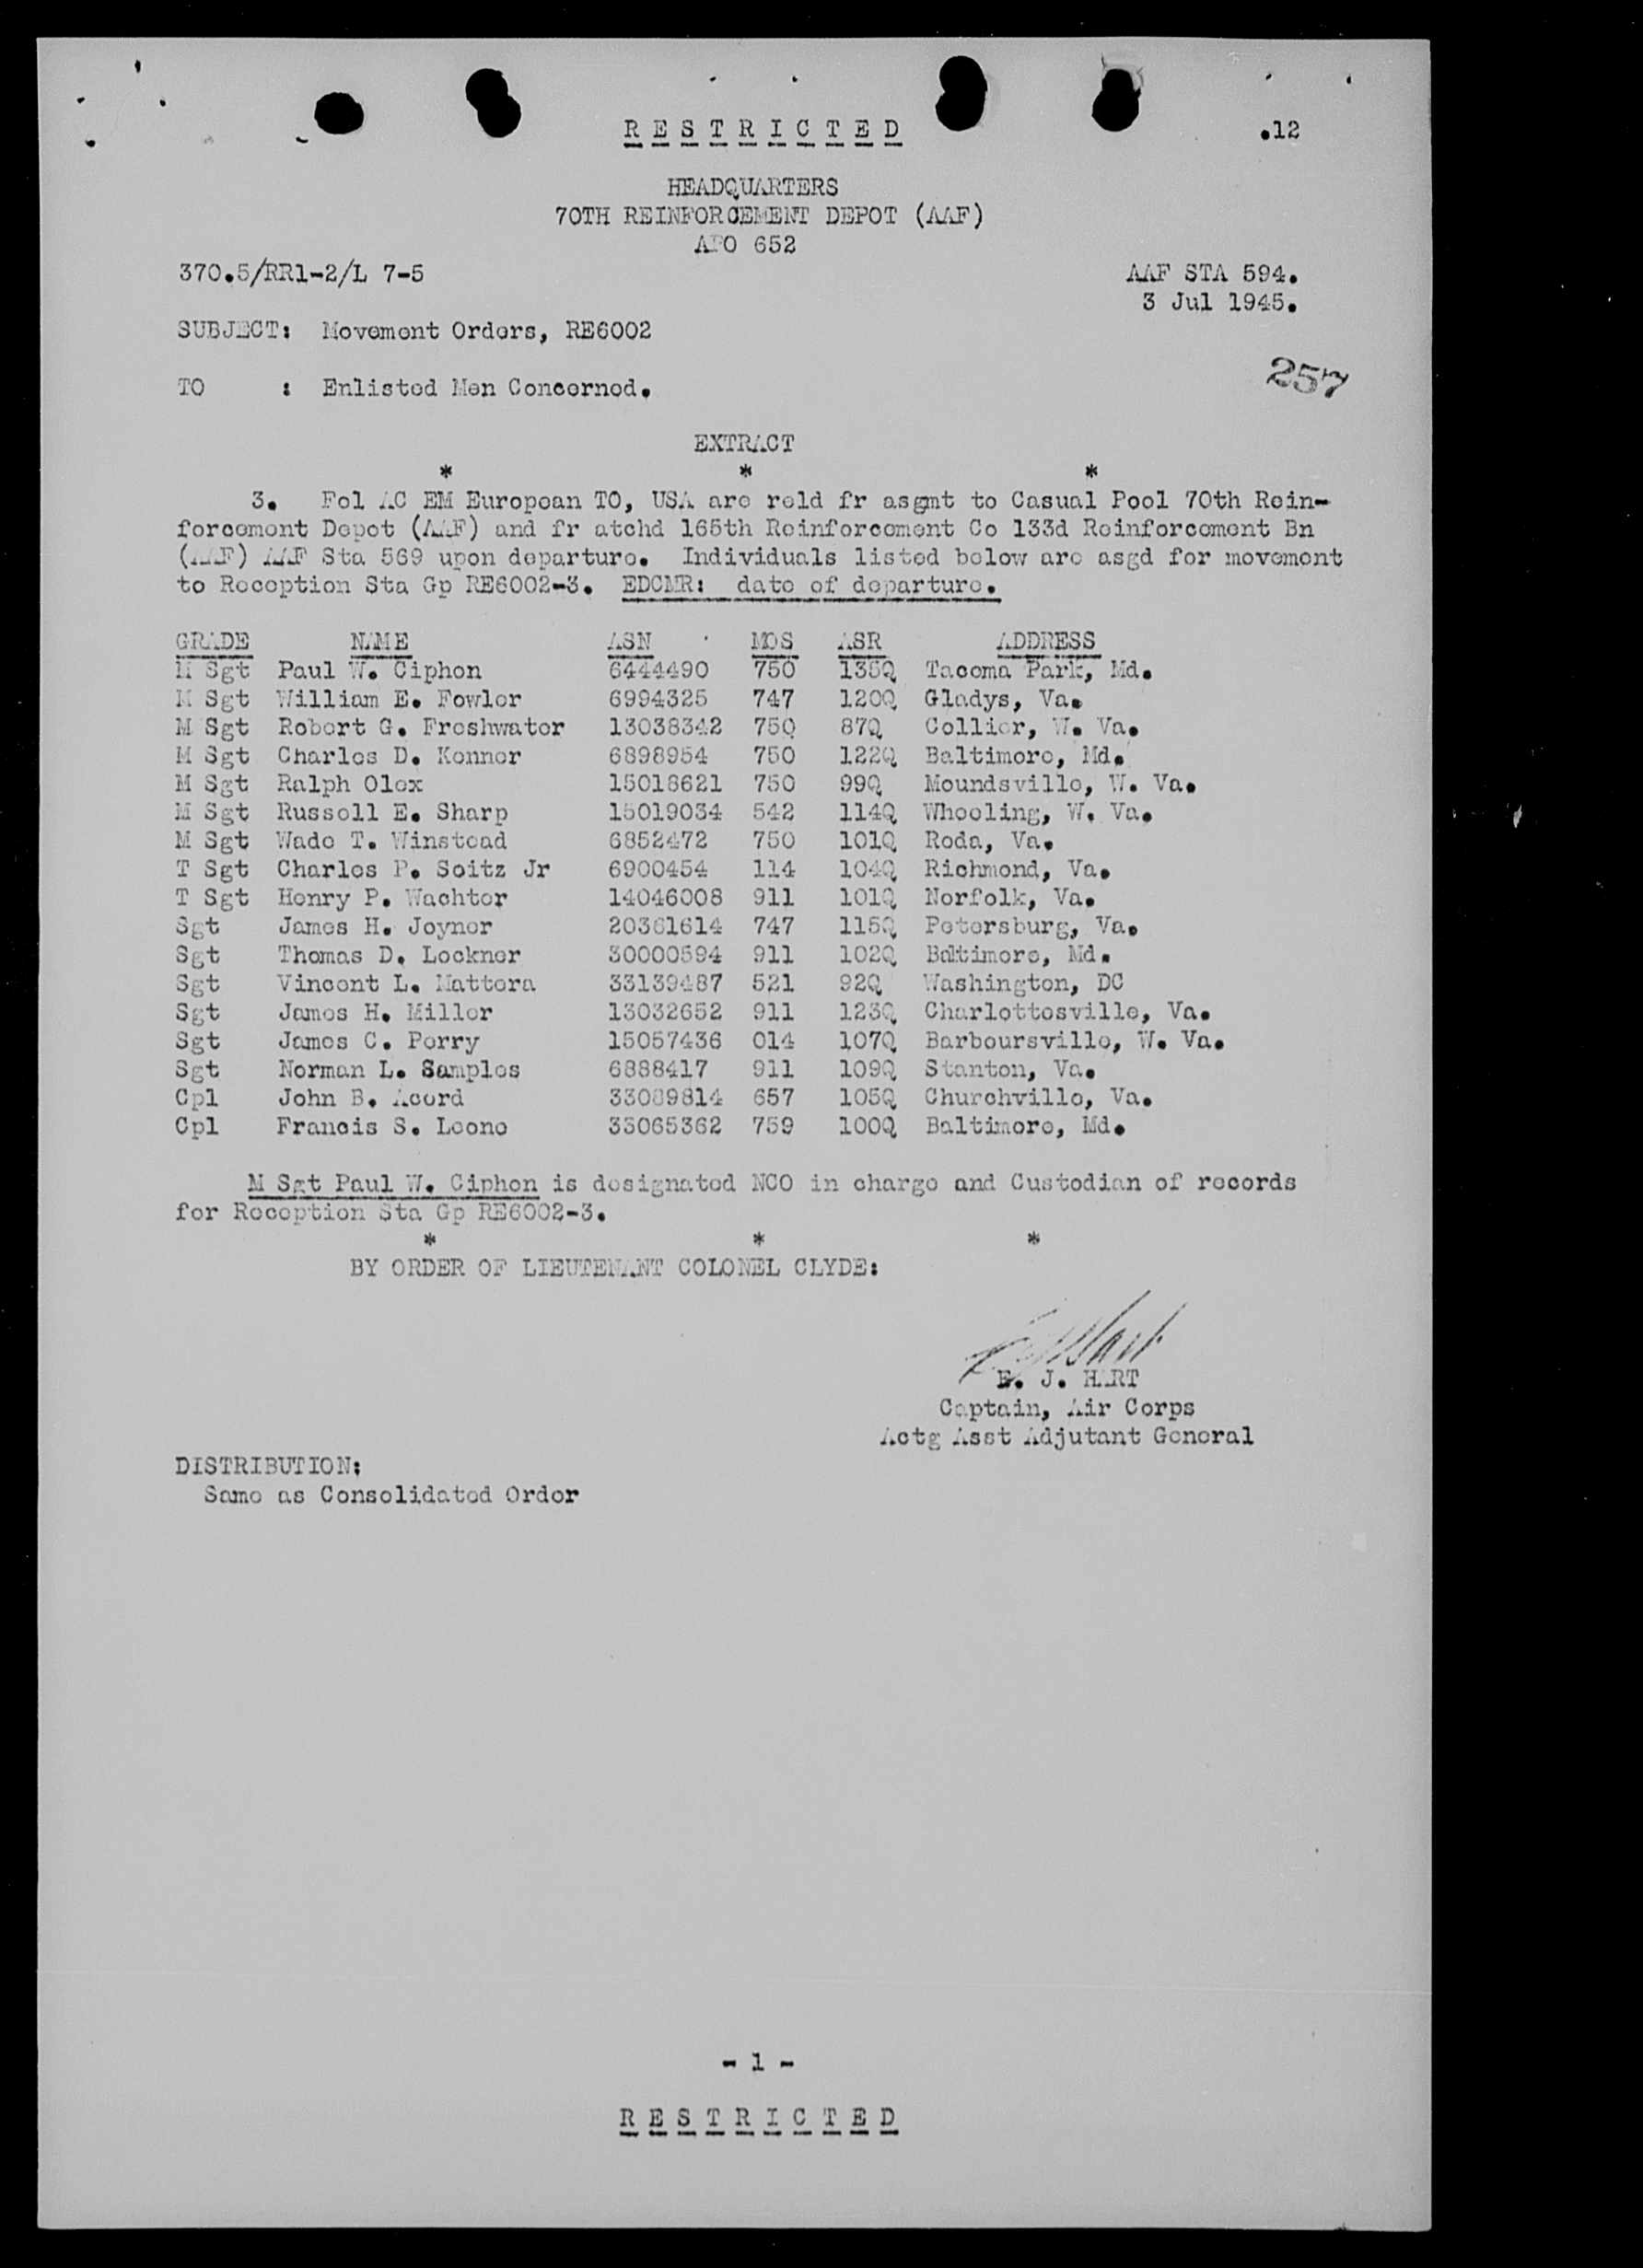 RESTRICTED
.12
HEADQUARTERS
70TH REINFORCEMENT DEPOT (AAF)
APO 652
370.5/RR1-2/L 7-5 AAF STA 594.
3 Jul 1945.
SUBJECT: Movement Orders, RE6002
257
TO : Enlisted Men Concerned.
EXTRACT
* * *
3. Fol AC EM European TO, USA are reld fr asgmt to Casual Pool 70th Rein-
forcement Depot (AAF) and fr atchd 165th Reinforcement Co 133d Reinforcement Bn
(AAF) AAF Sta 569 upon departure. Individuals listed below are asgd for movement
to Reception Sta Gp RE6002-3. EDCMR: date of departure.
GRADE NAME ASN MOS ASR ADDRESS
M Sgt Paul W. Ciphon 6444490 750 135Q Tacoma Park, Md.
M Sgt William E. Fowler 6994325 747 120Q Gladys, Va.
M Sgt Robert G. Freshwater 13038342 750 87Q Collier, W. Va.
M Sgt Charles D. Kenner 6898954 750 122Q Baltimore, Md.
M Sgt Ralph Olex 15018621 750 99Q Moundsville, W. Va.
M Sgt Russell E. Sharp 15019034 542 114Q Wheeling, W. Va.
M Sgt Wade T. Winstead 6852472 750 101Q Roda, Va.
T Sgt Charles P. Seitz Jr 6900454 114 104Q Richmond, Va.
T Sgt Henry P. Wachter 14046008 911 101Q Norfolk, Va.
Sgt James H. Joyner 20361614 747 115Q Petersburg, Va.
Sgt Thomas D. Lockner 30000594 911 102Q Baltimore, Md.
Sgt Vincent L. Mattera 33139487 521 92Q Washington, DC
Sgt James H. Miller 13032652 911 123Q Charlottesville, Va.
Sgt James C. Perry 15057436 014 107Q Barboursville, W. Va.
Sgt Norman L. Samples 6888417 911 109Q Stanton, Va.
Cpl John B. Acord 33089814 657 105Q Churchville, Va.
Cpl Francis S. Leone 33065362 759 100Q Baltimore, Md.
M Sgt Paul W. Ciphon is designated NCO in charge and Custodian of records
for Reception Sta Gp RE6002-3.
* * *
BY ORDER OF LIEUTENANT COLONEL CLYDE:
E J Hart
E. J. HART
Captain, Air Corps
Actg Asst Adjutant General
DISTRIBUTION:
Same as Consolidated Order
- 1 -
RESTRICTED